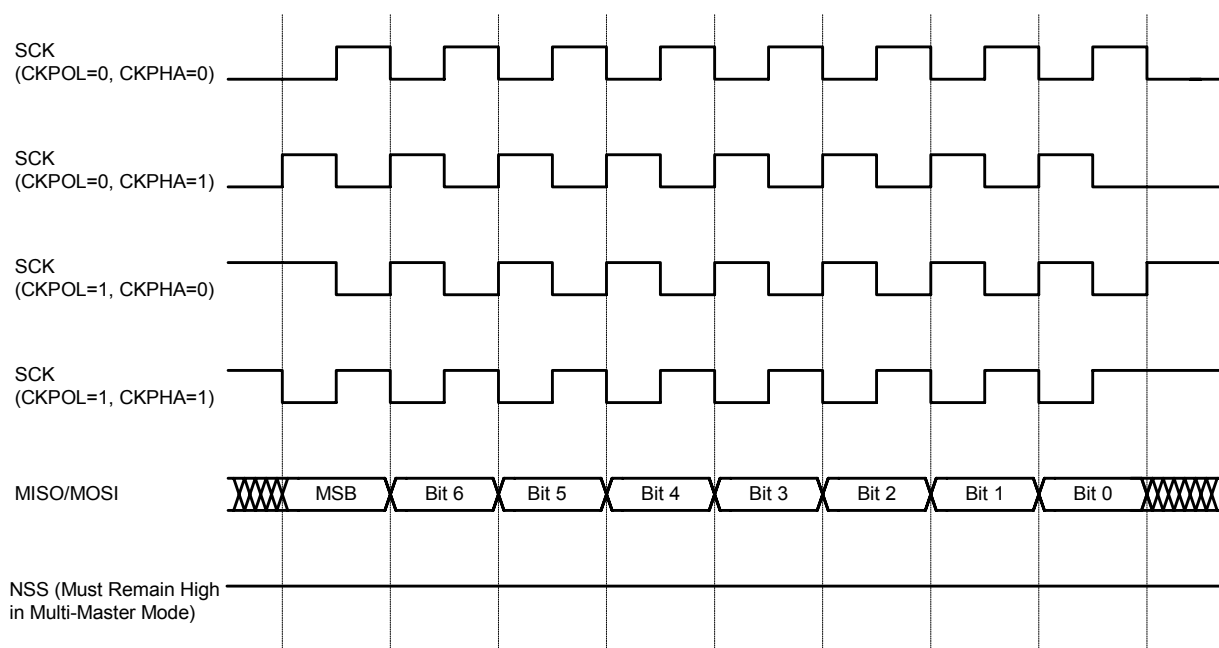 SCK
(CKPOL=0, CKPHA=0)
SCK
(CKPOL=0, CKPHA=1)
SCK
(CKPOL=1, CKPHA=0)
SCK
(CKPOL=1, CKPHA=1)
MISO/MOSI
MSB Bit 6 Bit 5 Bit 4 Bit 3 Bit 2 Bit 1 Bit 0
NSS (Must Remain High
in Multi-Master Mode)